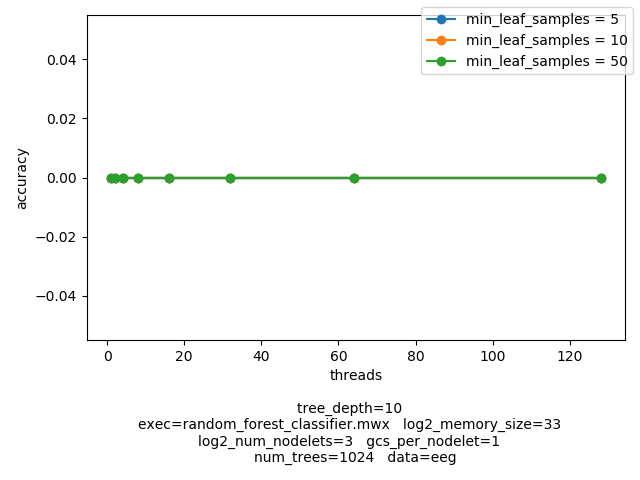 min_leaf_samples = 5
min_leaf_samples = 10
min_leaf_samples = 50
0.04
0.02
0.00
−0.02
−0.04
accuracy
0 20 40 60 80 100 120
threads
tree_depth=10
exec=random_forest_classifier.mwx log2_memory_size=33
log2_num_nodelets=3 gcs_per_nodelet=1
num_trees=1024 data=eeg